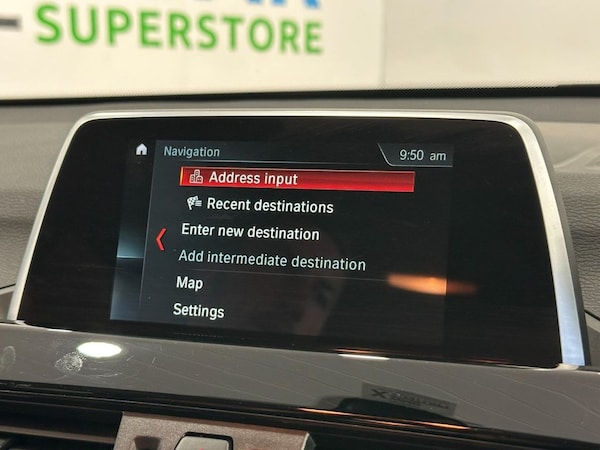 SUPERSTORE
Navigation
9:50 am
Address input
Recent destinations
Enter new destination
Add intermediate destination
Map
Settings